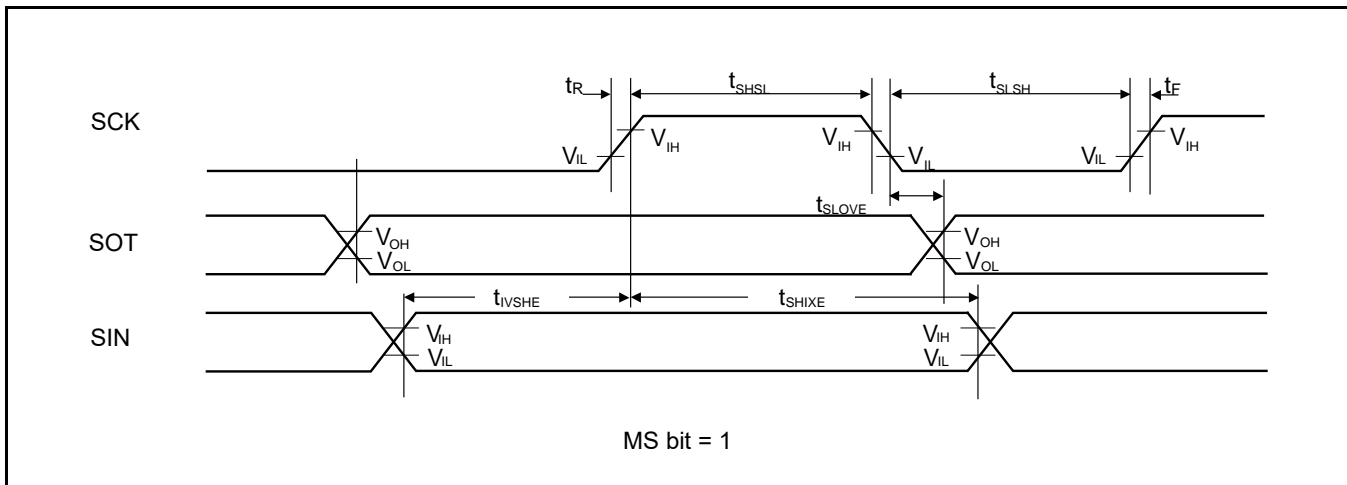 tR tSHSL tSLSH tF
SCK
VIH VIH VIH
VIL VIL VIL
tSLOVE
SOT
VOH VOH
VOL VOL
tIVSHE tSHIXE
SIN
VIH VIH
VIL VIL
MS bit = 1